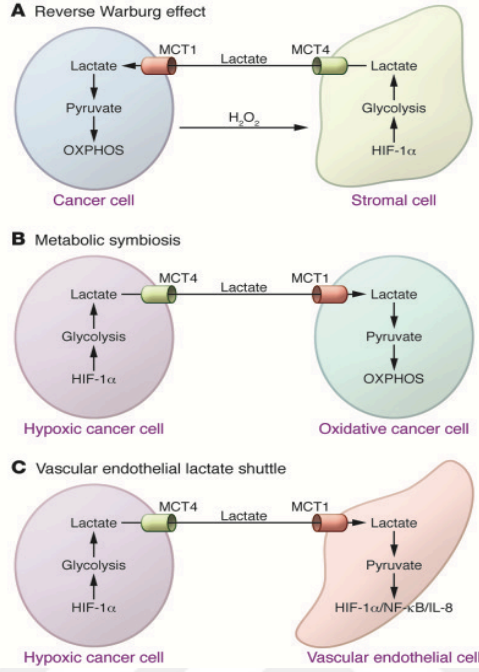 A Reverse Warburg effect
MCT1 MCT4
Lactate Lactate Lactate
Pyruvate Glycolysis
H2O2
OXPHOS HIF-1α
Cancer cell Stromal cell
B Metabolic symbiosis
MCT4 MCT1
Lactate Lactate Lactate
Glycolysis Pyruvate
HIF-1α OXPHOS
Hypoxic cancer cell Oxidative cancer cell
C Vascular endothelial lactate shuttle
MCT4 MCT1
Lactate Lactate Lactate
Glycolysis Pyruvate
HIF-1α HIF-1α/NF-κB/IL-8
Hypoxic cancer cell Vascular endothelial cell